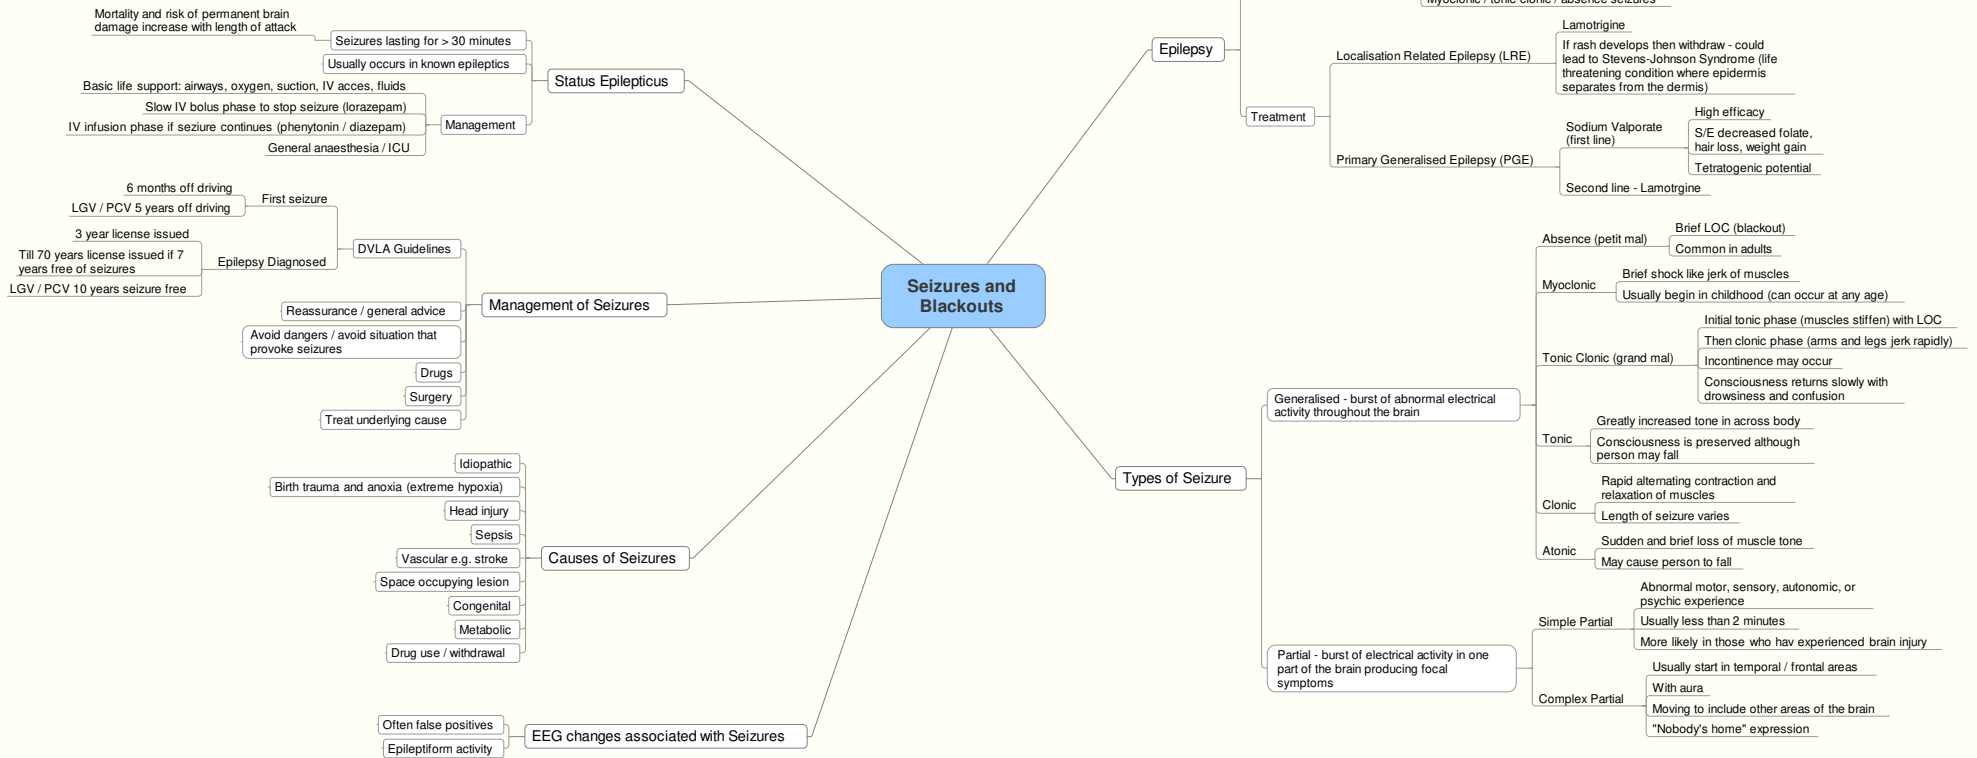 Seizures and
Blackouts
Status Epilepticus
Seizures lasting for > 30 minutes
Mortality and risk of permanent brain
damage increase with length of attack
Usually occurs in known epileptics
Management
Basic life support: airways, oxygen, suction, IV acces, fluids
Slow IV bolus phase to stop seizure (lorazepam)
IV infusion phase if seziure continues (phenytonin / diazepam)
General anaesthesia / ICU
Management of Seizures
DVLA Guidelines
First seizure
6 months off driving
LGV / PCV 5 years off driving
Epilepsy Diagnosed
3 year license issued
Till 70 years license issued if 7
years free of seizures
LGV / PCV 10 years seizure free
Reassurance / general advice
Avoid dangers / avoid situation that
provoke seizures
Drugs
Surgery
Treat underlying cause
Causes of Seizures
Idiopathic
Birth trauma and anoxia (extreme hypoxia)
Head injury
Sepsis
Vascular e.g. stroke
Space occupying lesion
Congenital
Metabolic
Drug use / withdrawal
EEG changes associated with Seizures
Often false positives
Epileptiform activity
Epilepsy
Myoclonic / tonic clonic / absence seizures
Treatment
Localisation Related Epilepsy (LRE)
Lamotrigine
If rash develops then withdraw - could
lead to Stevens-Johnson Syndrome (life
threatening condition where epidermis
separates from the dermis)
Primary Generalised Epilepsy (PGE)
Sodium Valporate
(first line)
High efficacy
S/E decreased folate,
hair loss, weight gain
Tetratogenic potential
Second line - Lamotrgine
Types of Seizure
Generalised - burst of abnormal electrical
activity throughout the brain
Absence (petit mal)
Brief LOC (blackout)
Common in adults
Myoclonic
Brief shock like jerk of muscles
Usually begin in childhood (can occur at any age)
Tonic Clonic (grand mal)
Initial tonic phase (muscles stiffen) with LOC
Then clonic phase (arms and legs jerk rapidly)
Incontinence may occur
Consciousness returns slowly with
drowsiness and confusion
Tonic
Greatly increased tone in across body
Consciousness is preserved although
person may fall
Clonic
Rapid alternating contraction and
relaxation of muscles
Length of seizure varies
Atonic
Sudden and brief loss of muscle tone
May cause person to fall
Partial - burst of electrical activity in one
part of the brain producing focal
symptoms
Simple Partial
Abnormal motor, sensory, autonomic, or
psychic experience
Usually less than 2 minutes
More likely in those who hav experienced brain injury
Complex Partial
Usually start in temporal / frontal areas
With aura
Moving to include other areas of the brain
"Nobody's home" expression